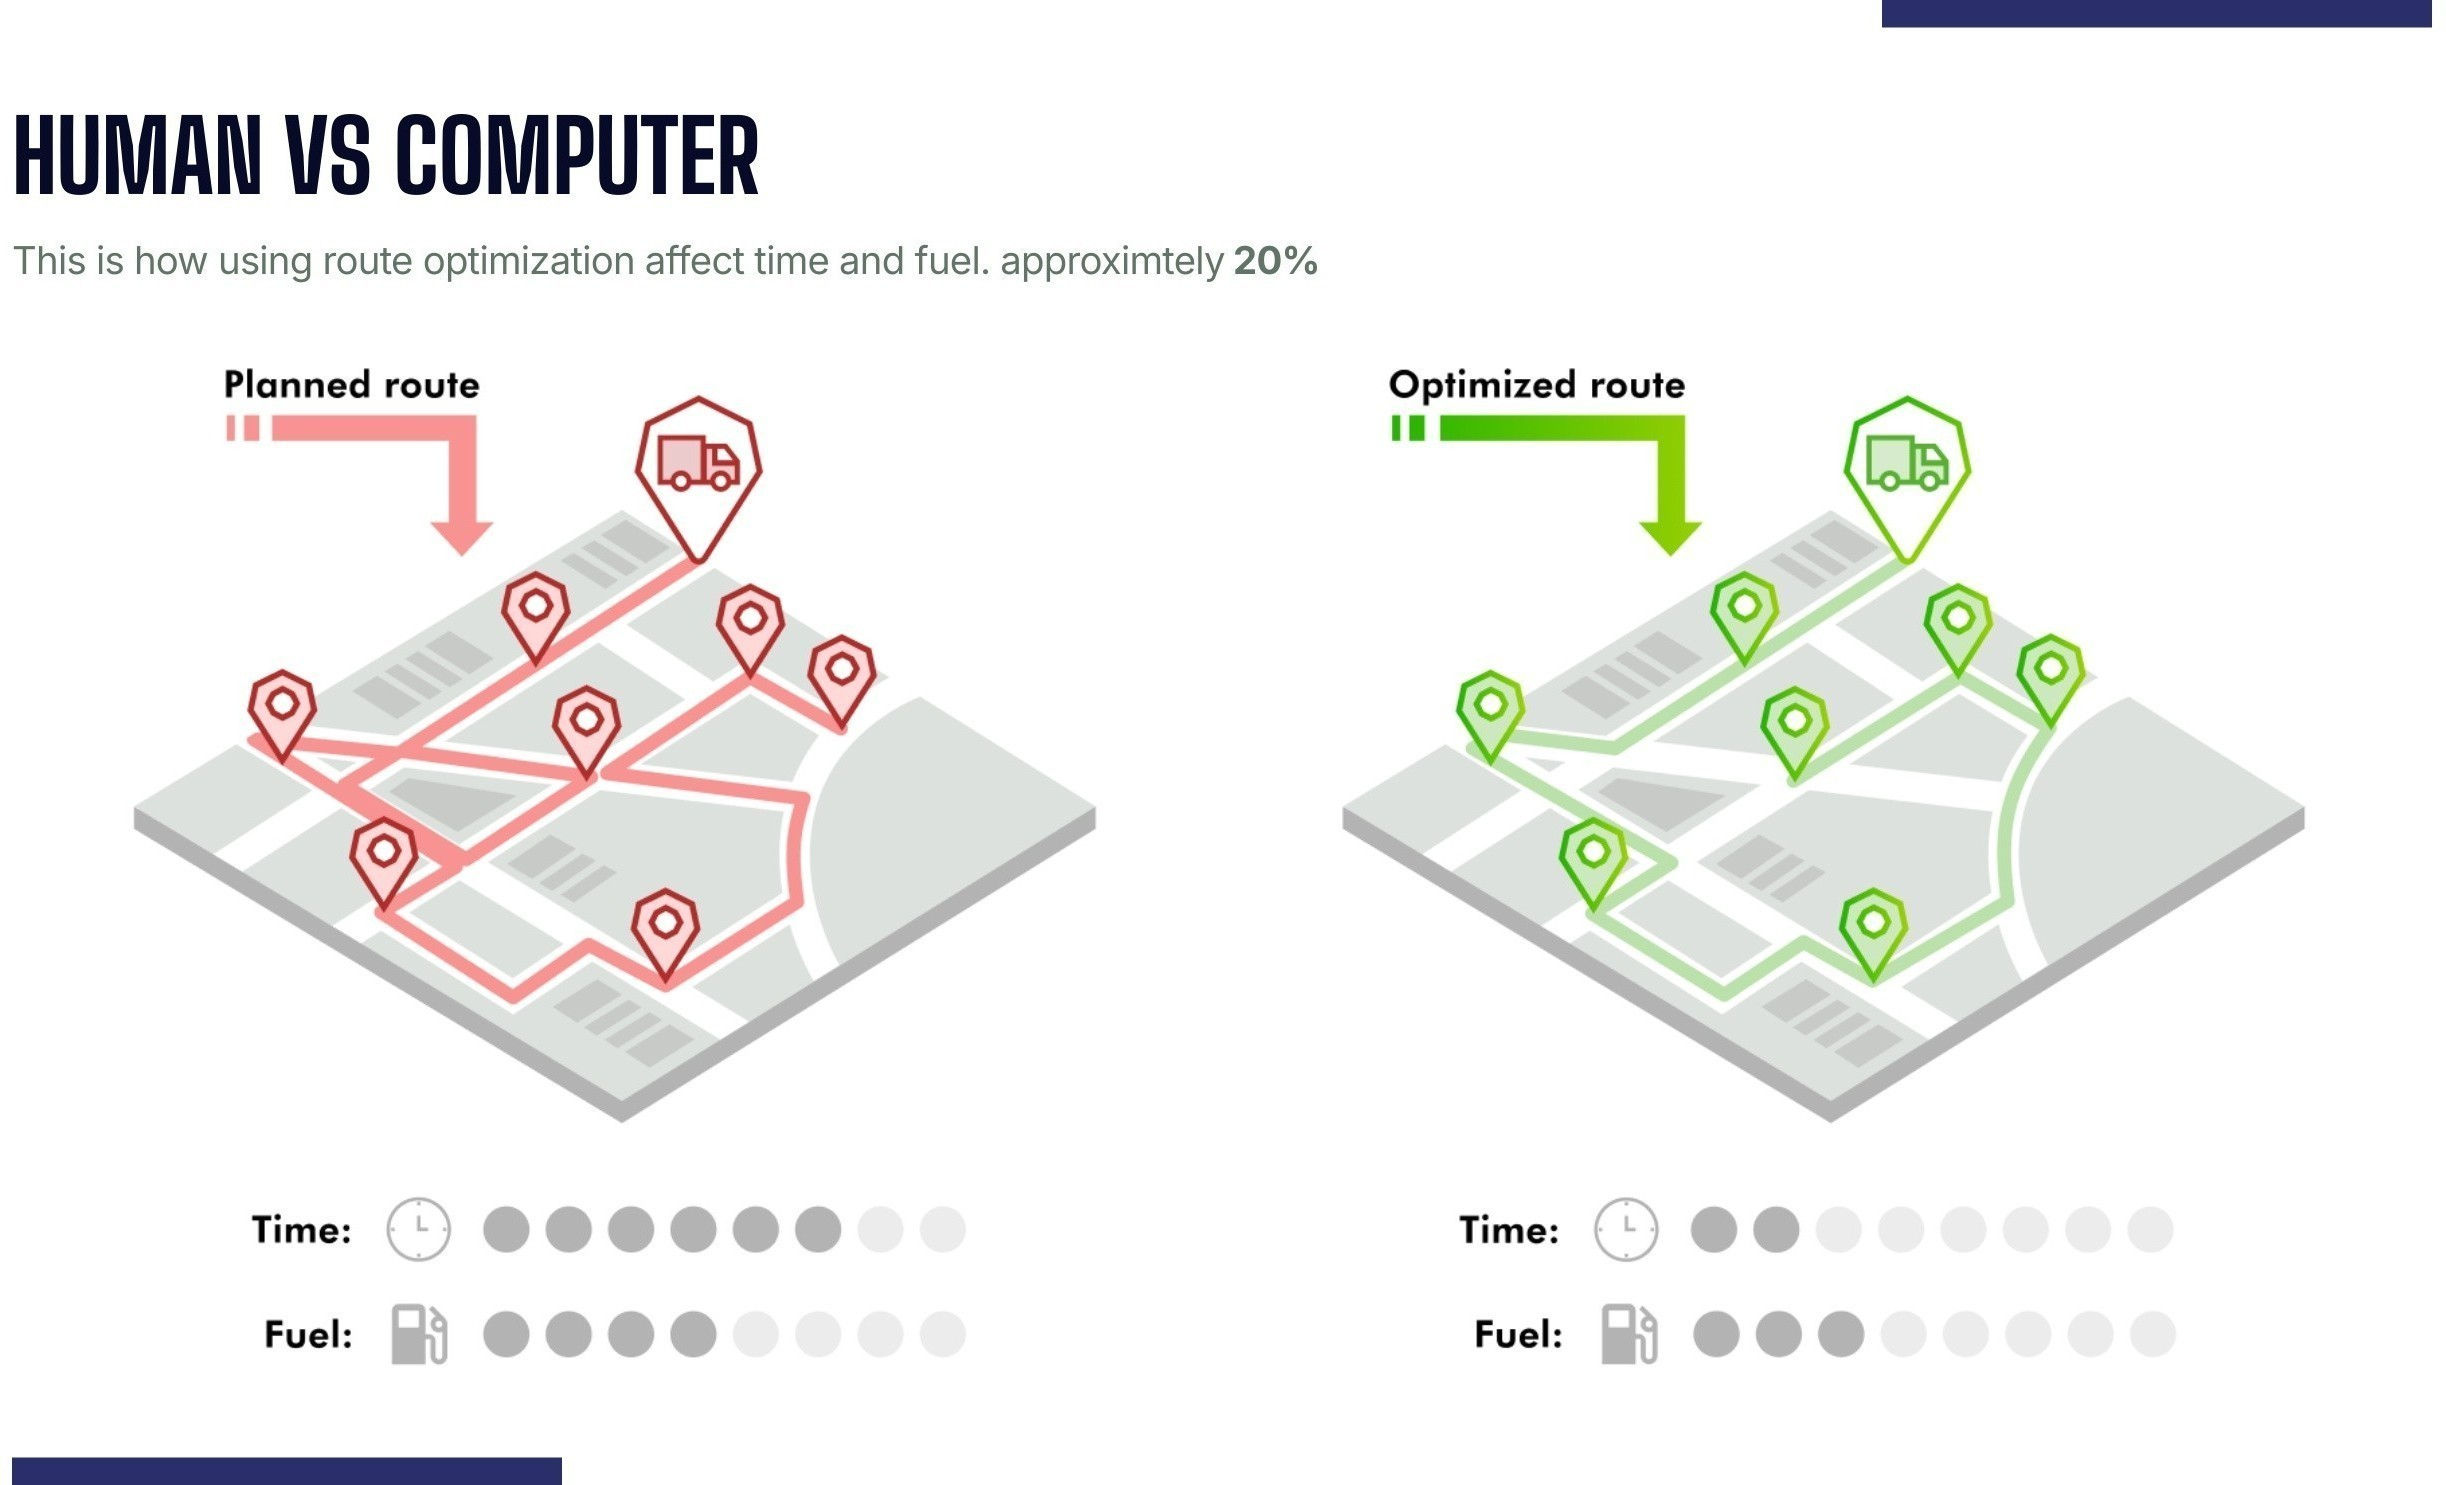 HUMAN VS COMPUTER
This is how using route optimization affect time and fuel. approximtely 20%
Planned route
Optimized route
Time:
Time:
Fuel:
Fuel: